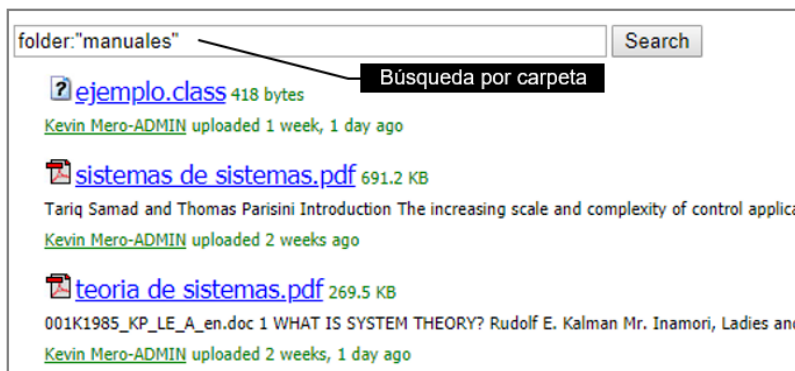 folder:"manuales" Search
Búsqueda por carpeta
ejemplo.class 418 bytes
Kevin Mero-ADMIN uploaded 1 week, 1 day ago
sistemas de sistemas.pdf 691.2 KB
Tariq Samad and Thomas Parisini Introduction The increasing scale and complexity of control applica
Kevin Mero-ADMIN uploaded 2 weeks ago
teoria de sistemas.pdf 269.5 KB
001K1985_KP_LE_A_en.doc 1 WHAT IS SYSTEM THEORY? Rudolf E. Kalman Mr. Inamori, Ladies and
Kevin Mero-ADMIN uploaded 2 weeks, 1 day ago